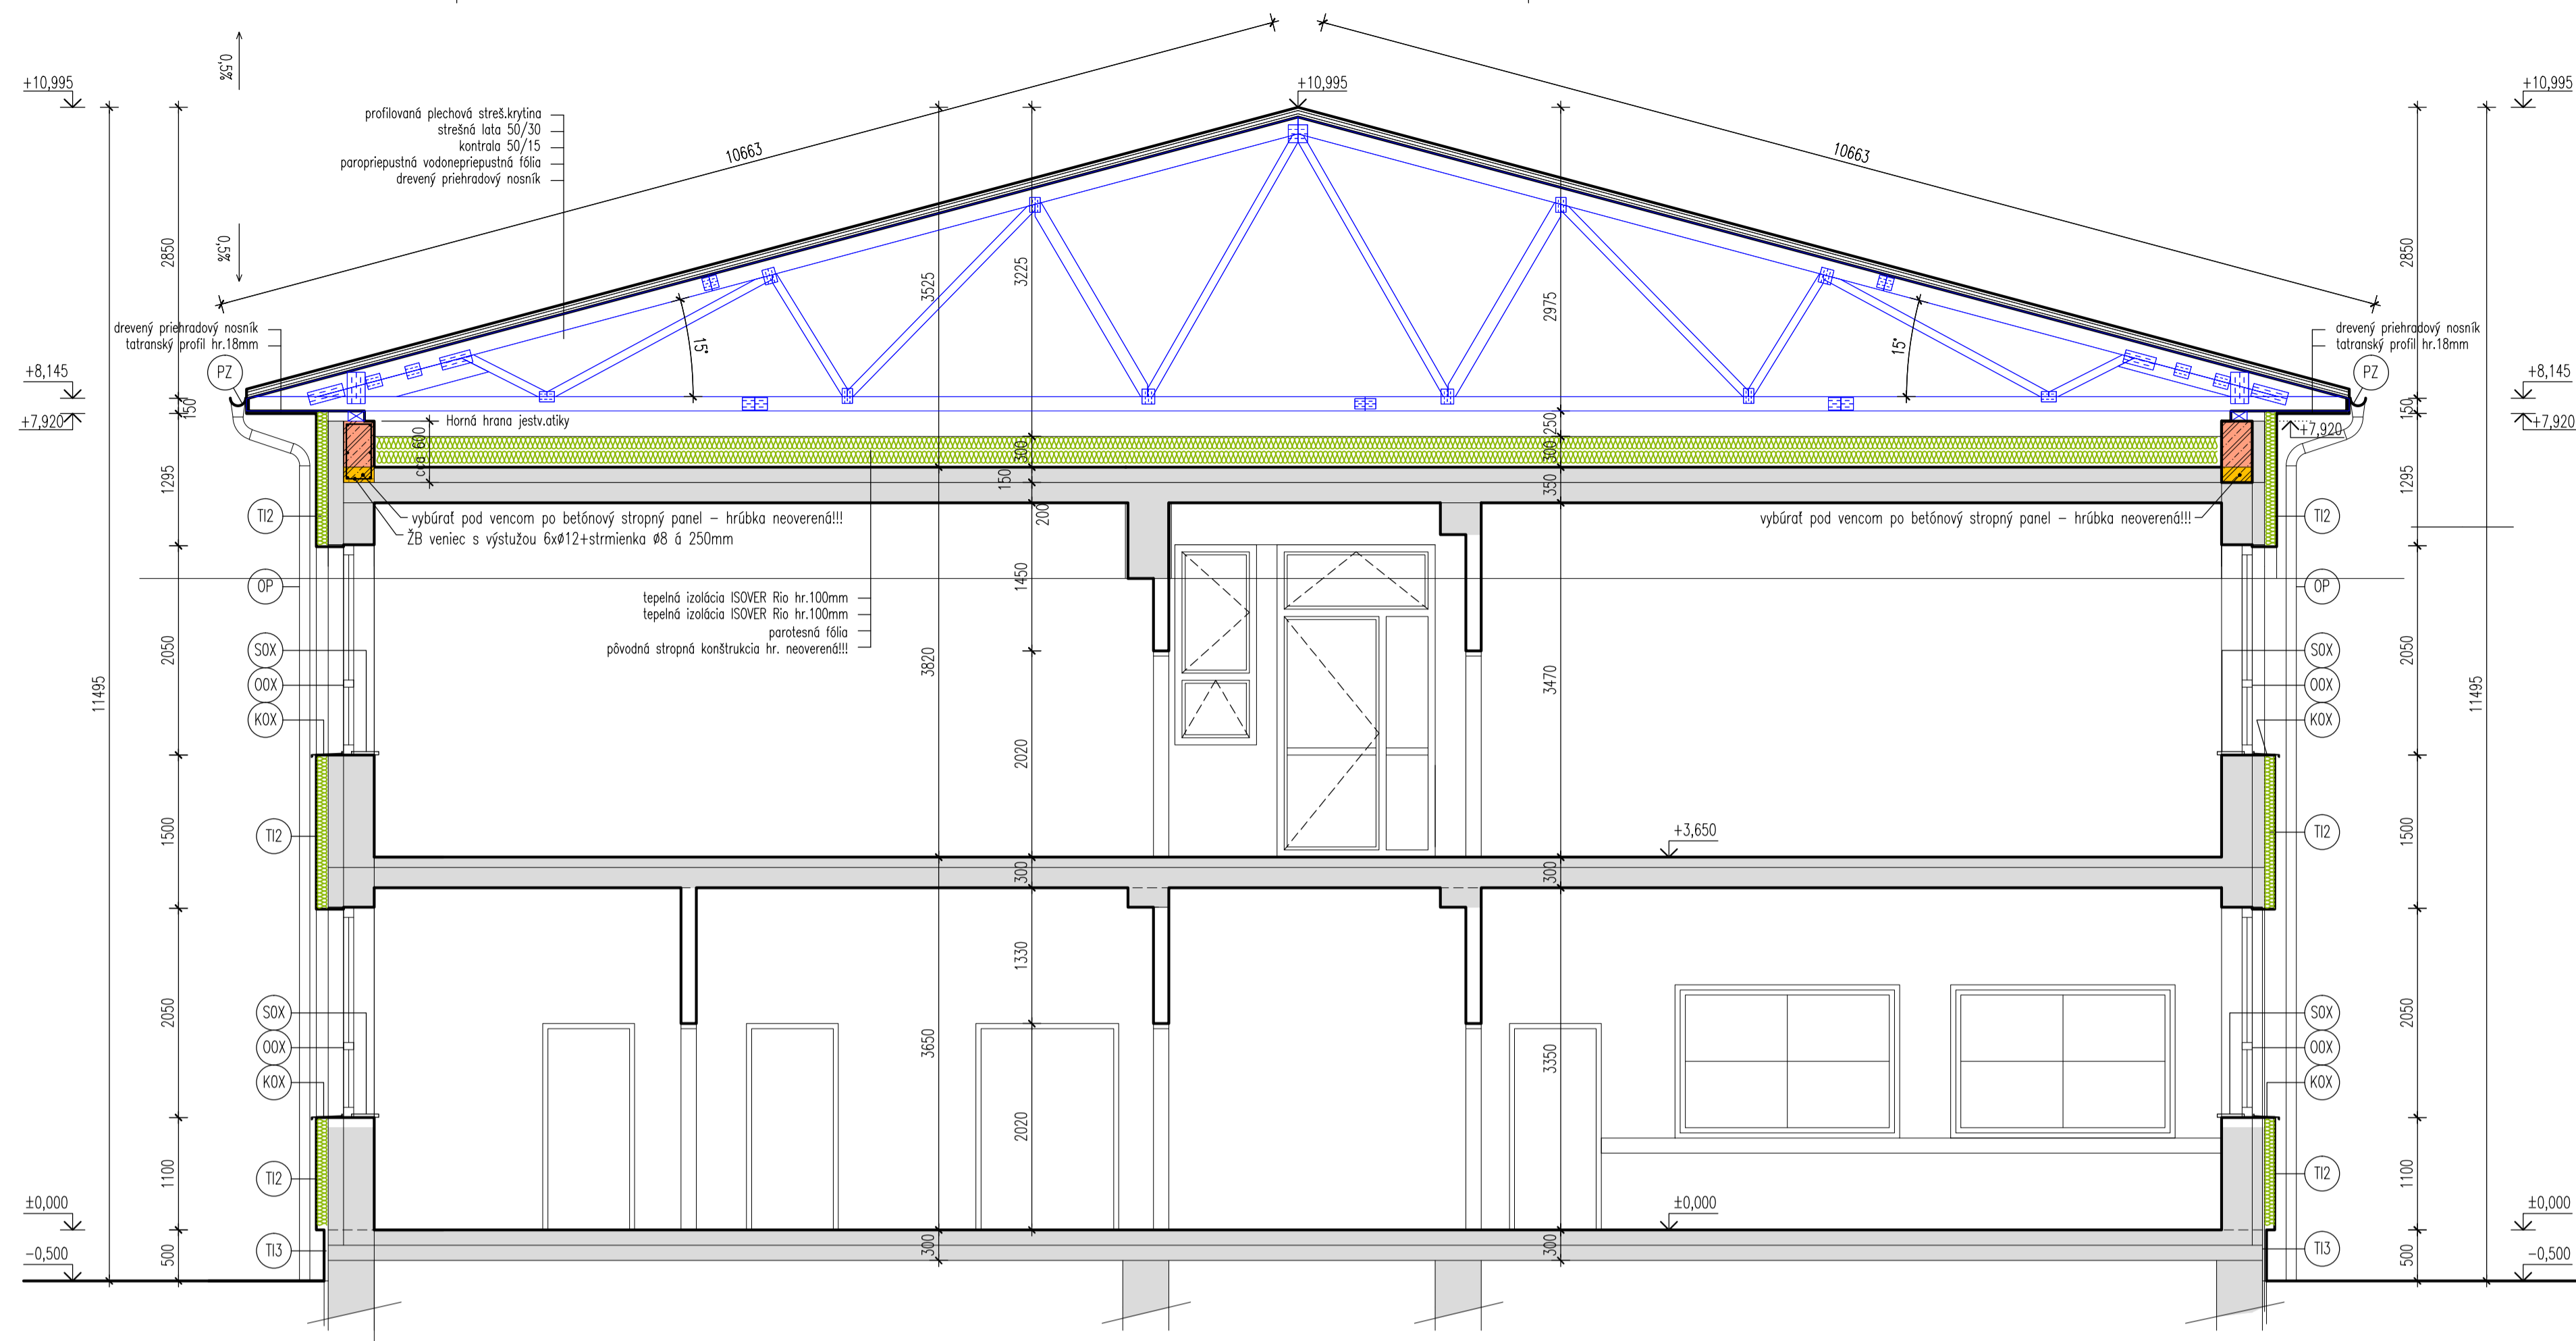 0,5%
0,5%
+10,995
+10,995
+10,995
profilovaná plechová streš.krytina
strešná lata 50/30
kontrala 50/15
paropriepustná vodonepriepustná fólia
drevený priehradový nosník
10663
10663
2850
3525
3225
2975
2850
15°
15°
drevený priehradový nosník
tatranský profil hr.18mm
drevený priehradový nosník
tatranský profil hr.18mm
PZ
PZ
+8,145
+8,145
150
150
+7,920
+7,920
+7,920
Horná hrana jestv.atiky
cca 600
300
250
300
150
350
200
1295
1295
TI2
TI2
vybúrať pod vencom po betónový stropný panel – hrúbka neoverená!!!
ŽB veniec s výstužou 6xø12+strmienka ø8 á 250mm
vybúrať pod vencom po betónový stropný panel – hrúbka neoverená!!!
OP
OP
tepelná izolácia ISOVER Rio hr.100mm
tepelná izolácia ISOVER Rio hr.100mm
parotesná fólia
pôvodná stropná konštrukcia hr. neoverená!!!
1450
2050
3820
3470
2050
SOX
OOX
KOX
SOX
OOX
KOX
11495
11495
2020
1500
1500
TI2
TI2
+3,650
300
300
1330
2050
3650
3350
2050
SOX
OOX
KOX
SOX
OOX
KOX
2020
1100
1100
TI2
TI2
±0,000
±0,000
±0,000
TI3
TI3
500
300
300
500
-0,500
-0,500